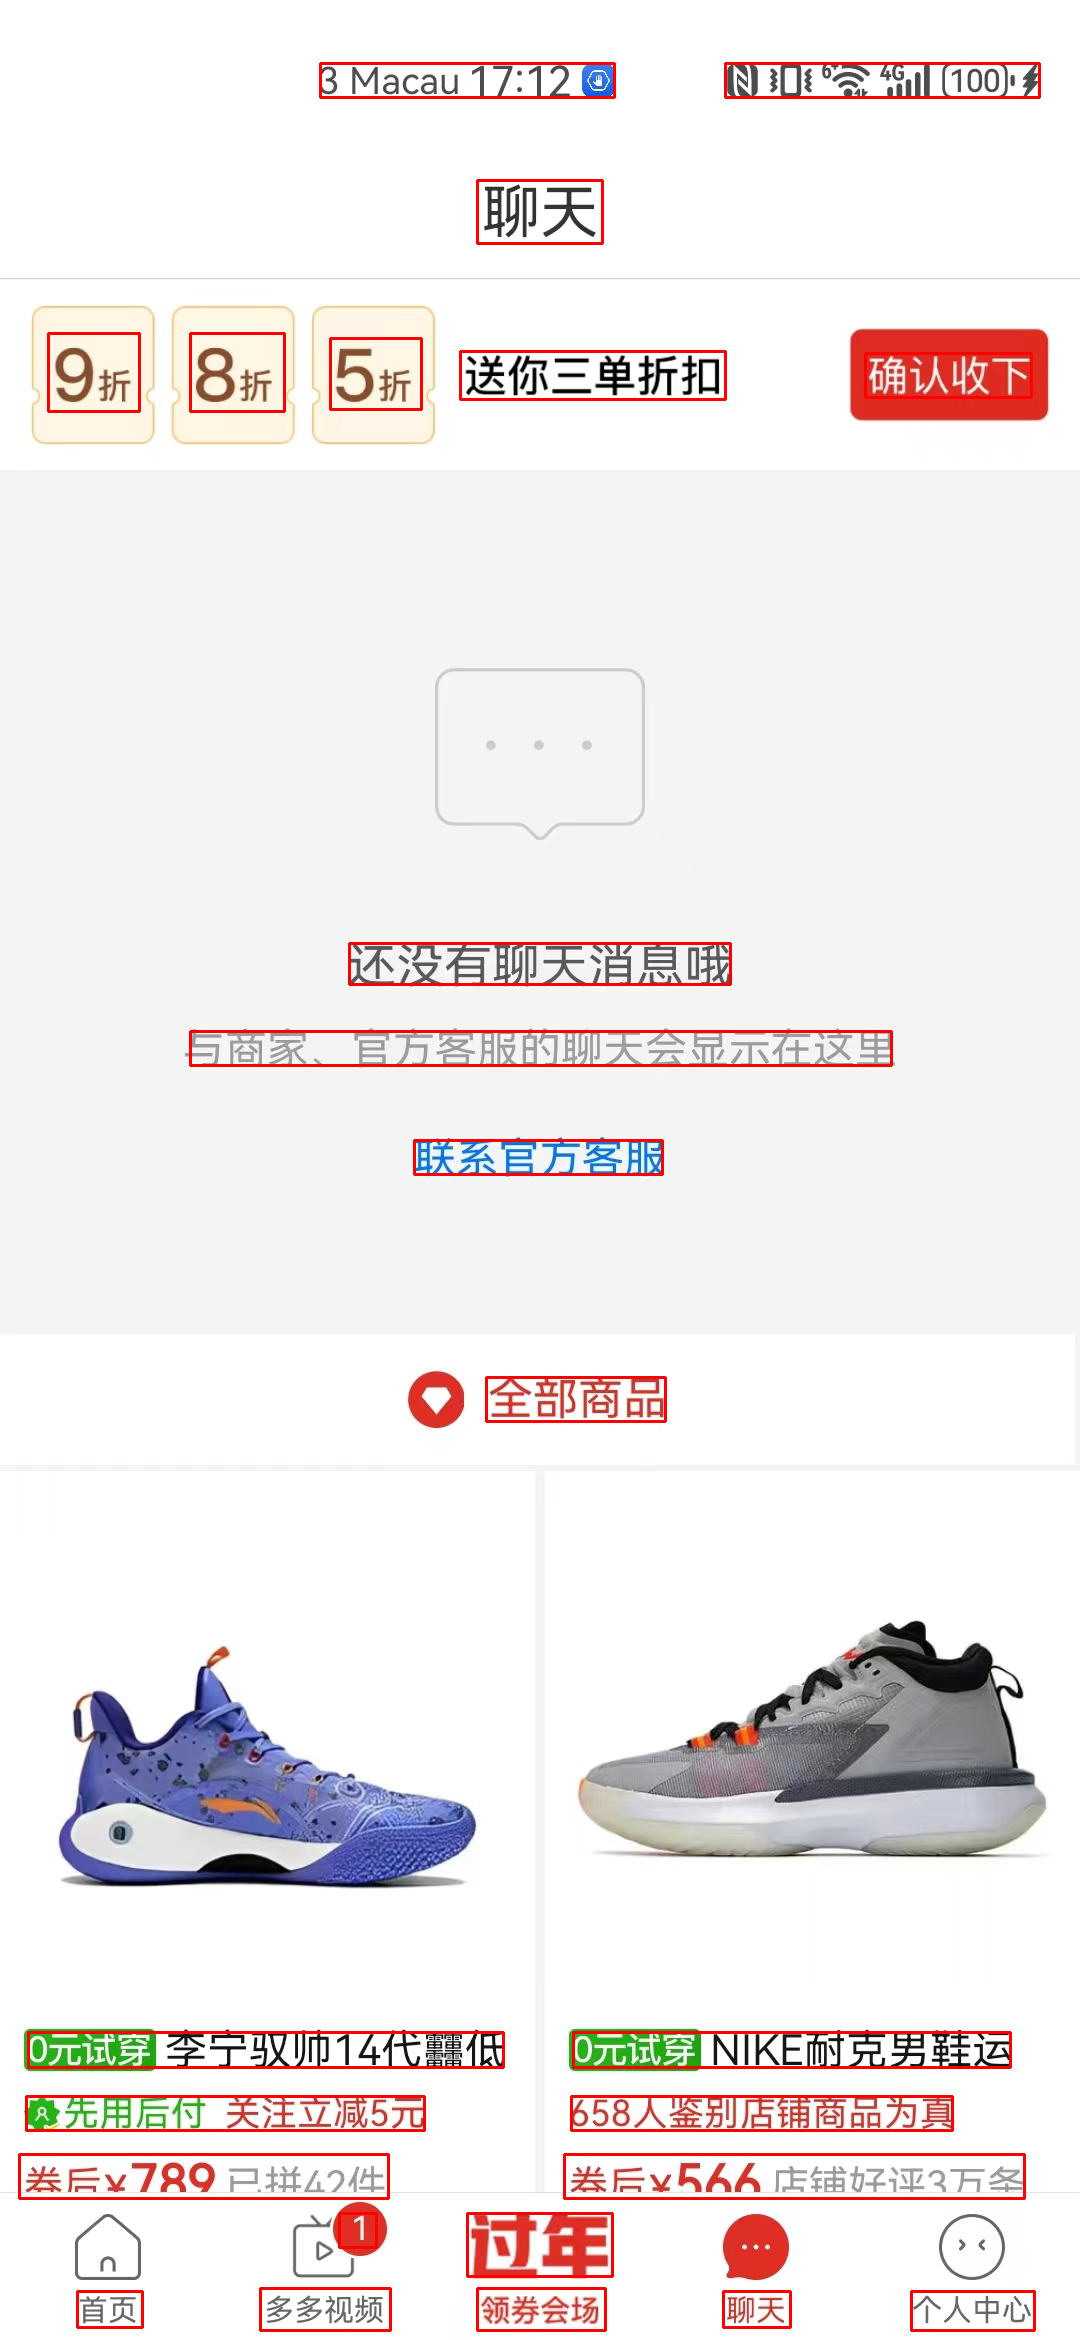 3 Macau 17:12 6+ 4G 100
聊天
9折 8折 5折 送你三单折扣 确认收下
还没有聊天消息哦
与商家、官方客服的聊天会显示在这里
联系官方客服
全部商品
0元试穿 李宁驭帅14代䨻低
0元试穿 NIKE耐克男鞋运
先用后付 关注立减5元
658人鉴别店铺商品为真
券后¥789 已拼42件
券后¥566 店铺好评3万条
1
过年
首页 多多视频 领券会场 聊天 个人中心